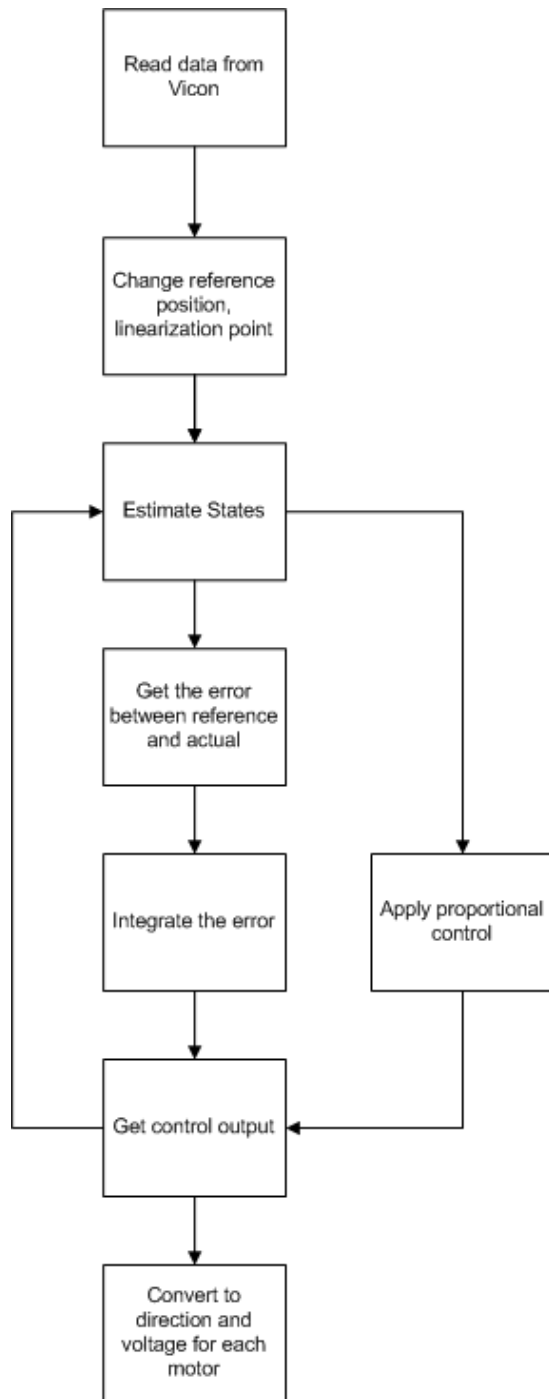 Read data from
Vicon
Change reference
position,
linearization point
Estimate States
Get the error
between reference
and actual
Integrate the error
Apply proportional
control
Get control output
Convert to
direction and
voltage for each
motor